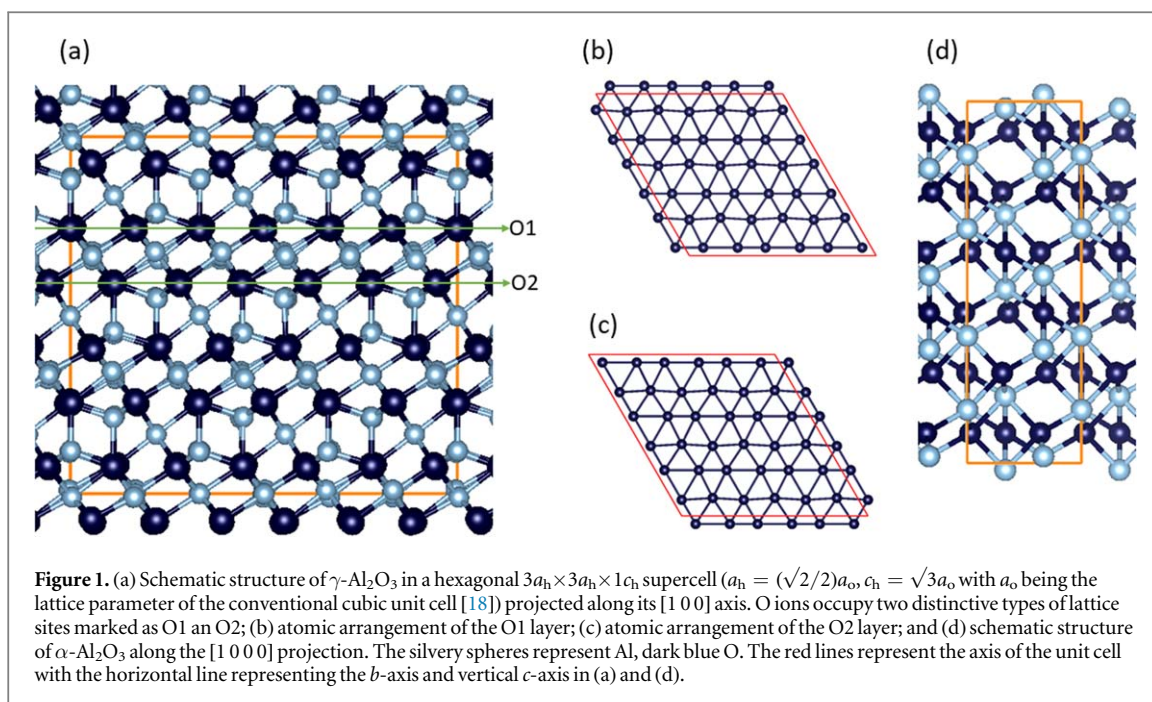 (a)
(b)
(d)
O1
O2
(c)
Figure 1. (a) Schematic structure of γ-Al₂O₃ in a hexagonal 3aₕ×3aₕ×1cₕ supercell (aₕ = (√2/2)aₒ, cₕ = √3aₒ with aₒ being the
lattice parameter of the conventional cubic unit cell [18]) projected along its [1 0 0] axis. O ions occupy two distinctive types of lattice
sites marked as O1 an O2; (b) atomic arrangement of the O1 layer; (c) atomic arrangement of the O2 layer; and (d) schematic structure
of α-Al₂O₃ along the [1 0 0 0] projection. The silvery spheres represent Al, dark blue O. The red lines represent the axis of the unit cell
with the horizontal line representing the b-axis and vertical c-axis in (a) and (d).